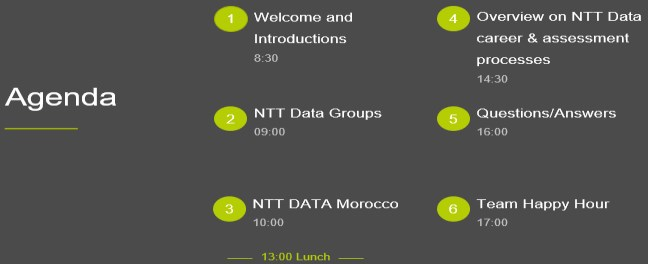 Agenda
1
Welcome and
Introductions
8:30
2
NTT Data Groups
09:00
3
NTT DATA Morocco
10:00
13:00 Lunch
4
Overview on NTT Data
career & assessment
processes
14:30
5
Questions/Answers
16:00
6
Team Happy Hour
17:00